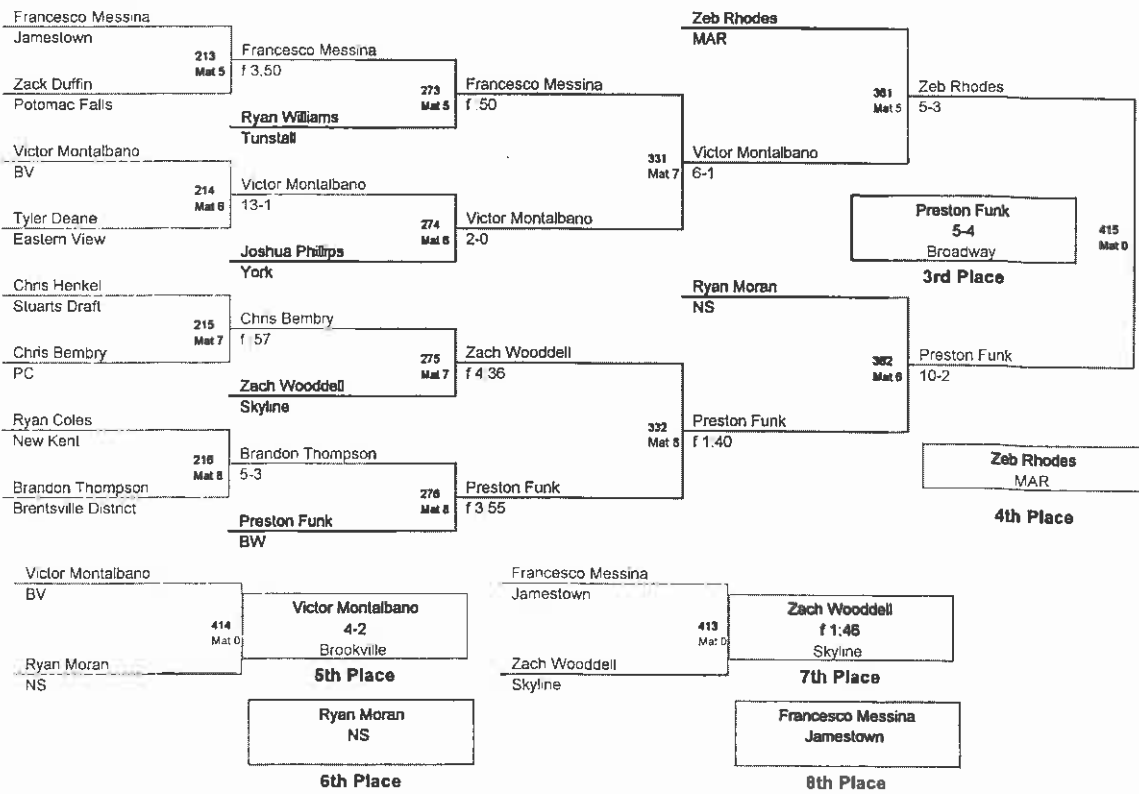 Francesco Messina
Jamestown
213
Mat 5
Zack Duffin
Potomac Falls
Francesco Messina
f 3.50
Ryan Williams
Tunstall
273
Mat 5
Francesco Messina
f .50
Victor Montalbano
BV
214
Mat 6
Tyler Deane
Eastern View
Victor Montalbano
13-1
Joshua Phillips
York
274
Mat 6
Victor Montalbano
2-0
331
Mat 7
Victor Montalbano
6-1
Zeb Rhodes
MAR
361
Mat 5
Zeb Rhodes
5-3
Chris Henkel
Stuarts Draft
215
Mat 7
Chris Bembry
PC
Chris Bembry
f 57
Zach Wooddell
Skyline
275
Mat 7
Zach Wooddell
f 4.36
Ryan Coles
New Kent
216
Mat 8
Brandon Thompson
Brentsville District
Brandon Thompson
5-3
Preston Funk
BW
276
Mat 8
Preston Funk
f 3 55
332
Mat 8
Preston Funk
f 1:40
Ryan Moran
NS
362
Mat 6
Preston Funk
10-2
415
Mat 0
Preston Funk
5-4
Broadway
3rd Place
Zeb Rhodes
MAR
4th Place
Victor Montalbano
BV
414
Mat 0
Ryan Moran
NS
Victor Montalbano
4-2
Brookville
5th Place
Ryan Moran
NS
6th Place
Francesco Messina
Jamestown
413
Mat 0
Zach Wooddell
Skyline
Zach Wooddell
f 1:46
Skyline
7th Place
Francesco Messina
Jamestown
8th Place